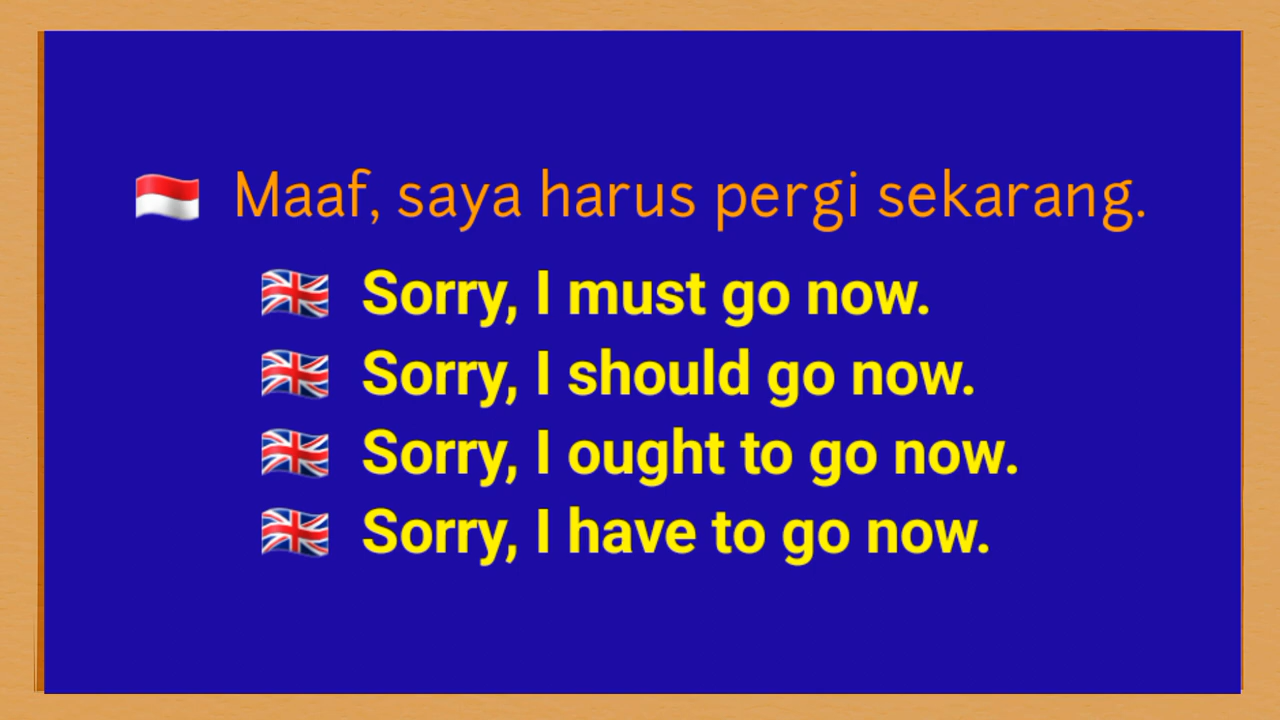 Maaf, saya harus pergi sekarang.
Sorry, I must go now.
Sorry, I should go now.
Sorry, I ought to go now.
Sorry, I have to go now.